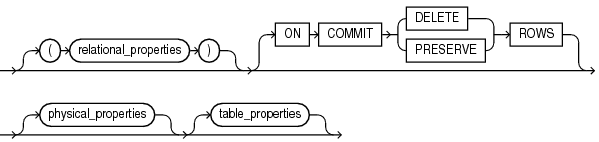 ( relational_properties ) ON COMMIT DELETE PRESERVE ROWS
physical_properties table_properties